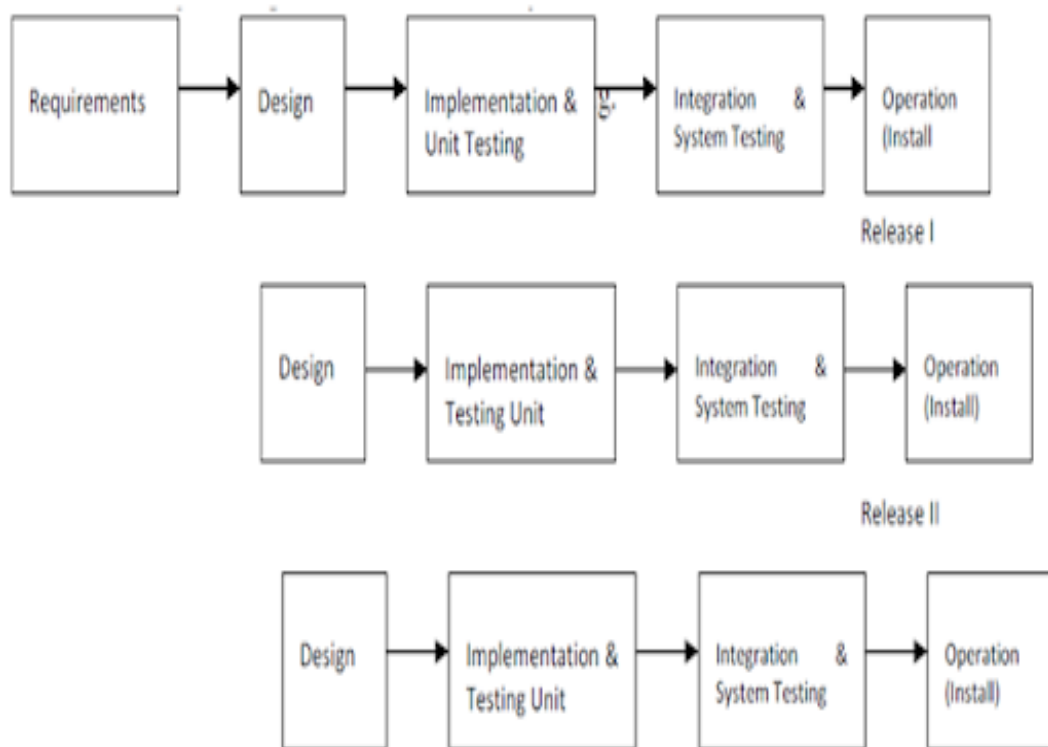 Requirements
Design
Implementation &
Unit Testing
g.
Integration &
System Testing
Operation
(Install
Release I
Design
Implementation &
Testing Unit
Integration &
System Testing
Operation
(Install)
Release II
Design
Implementation &
Testing Unit
Integration &
System Testing
Operation
(Install)